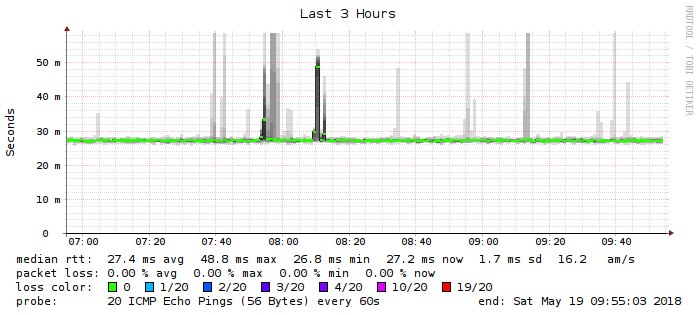 Last 3 Hours
RRDTOOL / TOBI OETIKER
Seconds
50 m
40 m
30 m
20 m
10 m
0
07:00 07:20 07:40 08:00 08:20 08:40 09:00 09:20 09:40
median rtt: 27.4 ms avg 48.8 ms max 26.8 ms min 27.2 ms now 1.7 ms sd 16.2 am/s
packet loss: 0.00 % avg 0.00 % max 0.00 % min 0.00 % now
loss color: 0 1/20 2/20 3/20 4/20 10/20 19/20
probe: 20 ICMP Echo Pings (56 Bytes) every 60s end: Sat May 19 09:55:03 2018